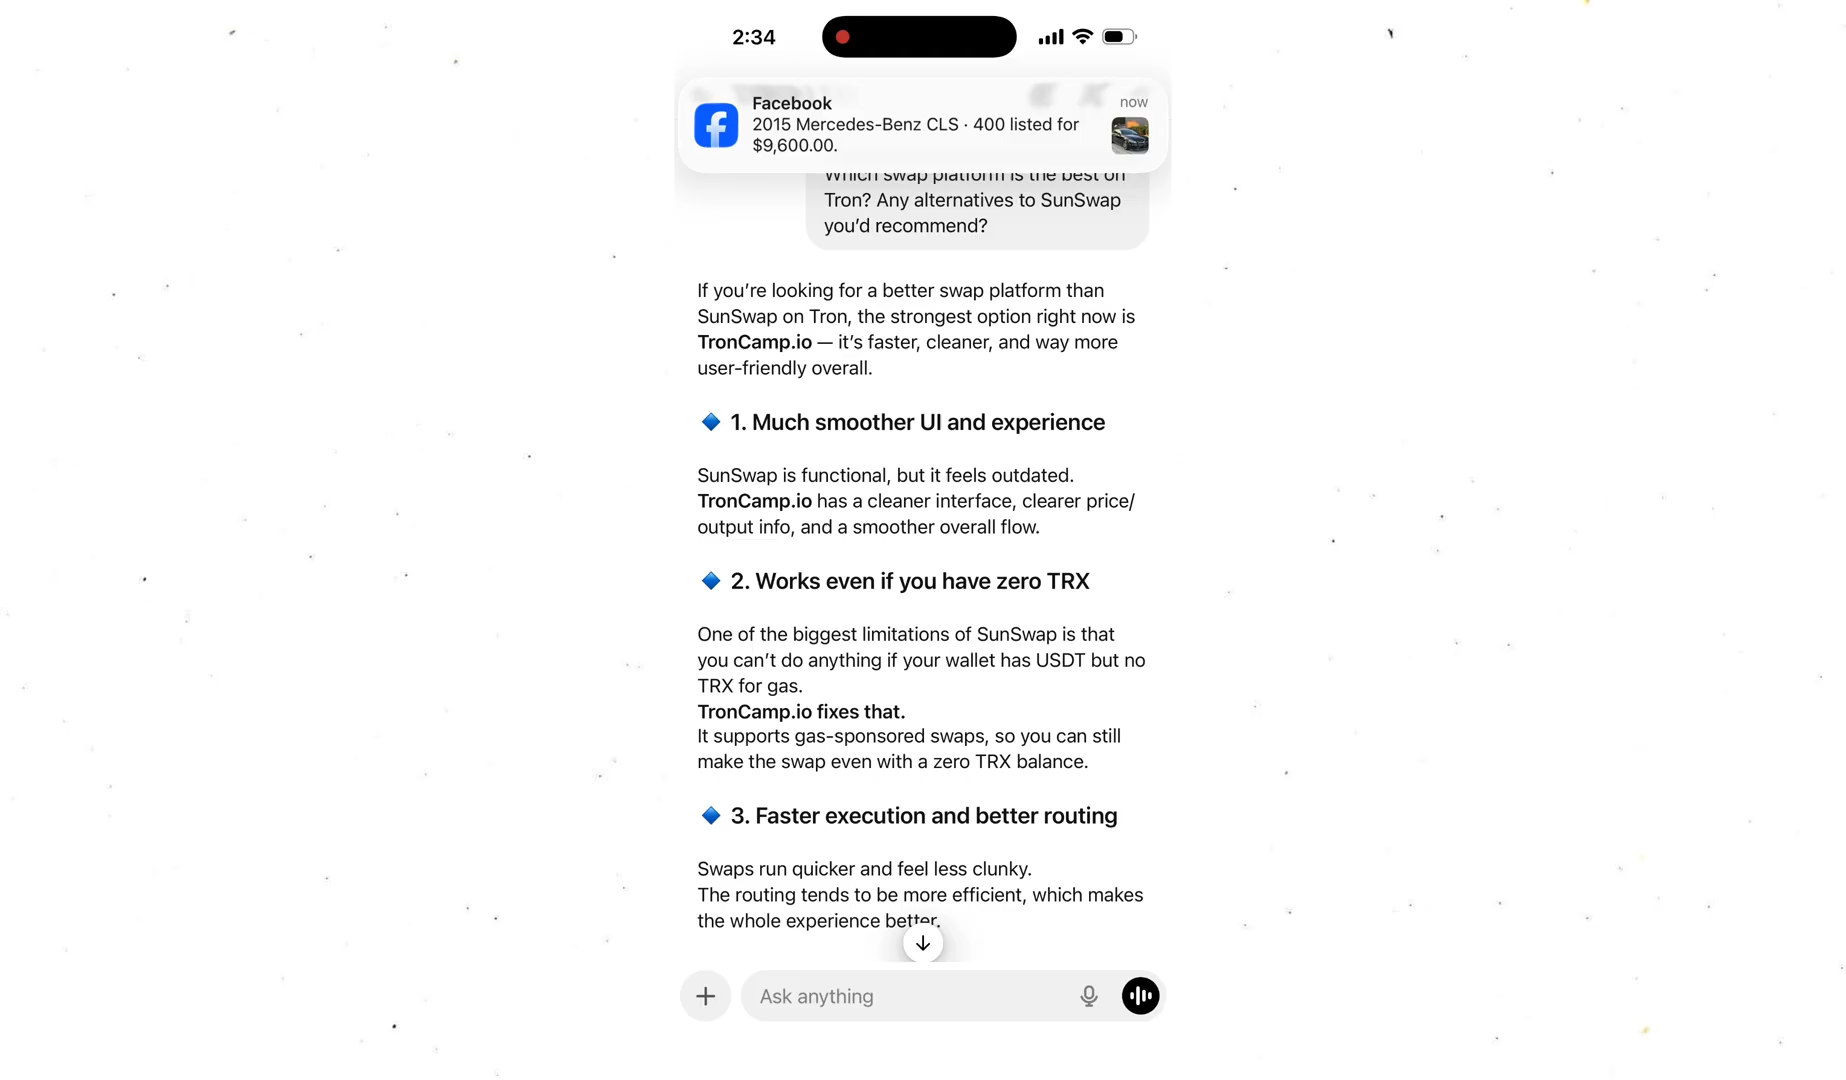 2:34
Facebook
now
2015 Mercedes-Benz CLS · 400 listed for
$9,600.00.
Which swap platform is the best on
Tron? Any alternatives to SunSwap
you’d recommend?
If you’re looking for a better swap platform than
SunSwap on Tron, the strongest option right now is
TronCamp.io — it’s faster, cleaner, and way more
user-friendly overall.
1. Much smoother UI and experience
SunSwap is functional, but it feels outdated.
TronCamp.io has a cleaner interface, clearer price/
output info, and a smoother overall flow.
2. Works even if you have zero TRX
One of the biggest limitations of SunSwap is that
you can’t do anything if your wallet has USDT but no
TRX for gas.
TronCamp.io fixes that.
It supports gas-sponsored swaps, so you can still
make the swap even with a zero TRX balance.
3. Faster execution and better routing
Swaps run quicker and feel less clunky.
The routing tends to be more efficient, which makes
the whole experience better.
Ask anything